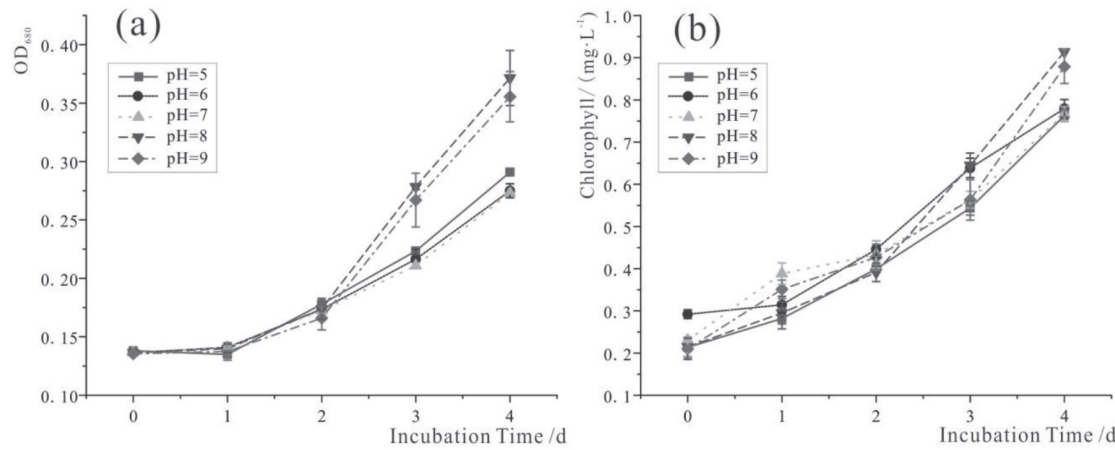 (a)
OD₆₈₀
0. 40
0. 35
0. 30
0. 25
0. 20
0. 15
0. 10
pH=5
pH=6
pH=7
pH=8
pH=9
0 1 2 3 4
Incubation Time /d
(b)
Chlorophyll/ (mg·L⁻¹)
1. 0
0. 9
0. 8
0. 7
0. 6
0. 5
0. 4
0. 3
0. 2
0. 1
pH=5
pH=6
pH=7
pH=8
pH=9
0 1 2 3 4
Incubation Time /d